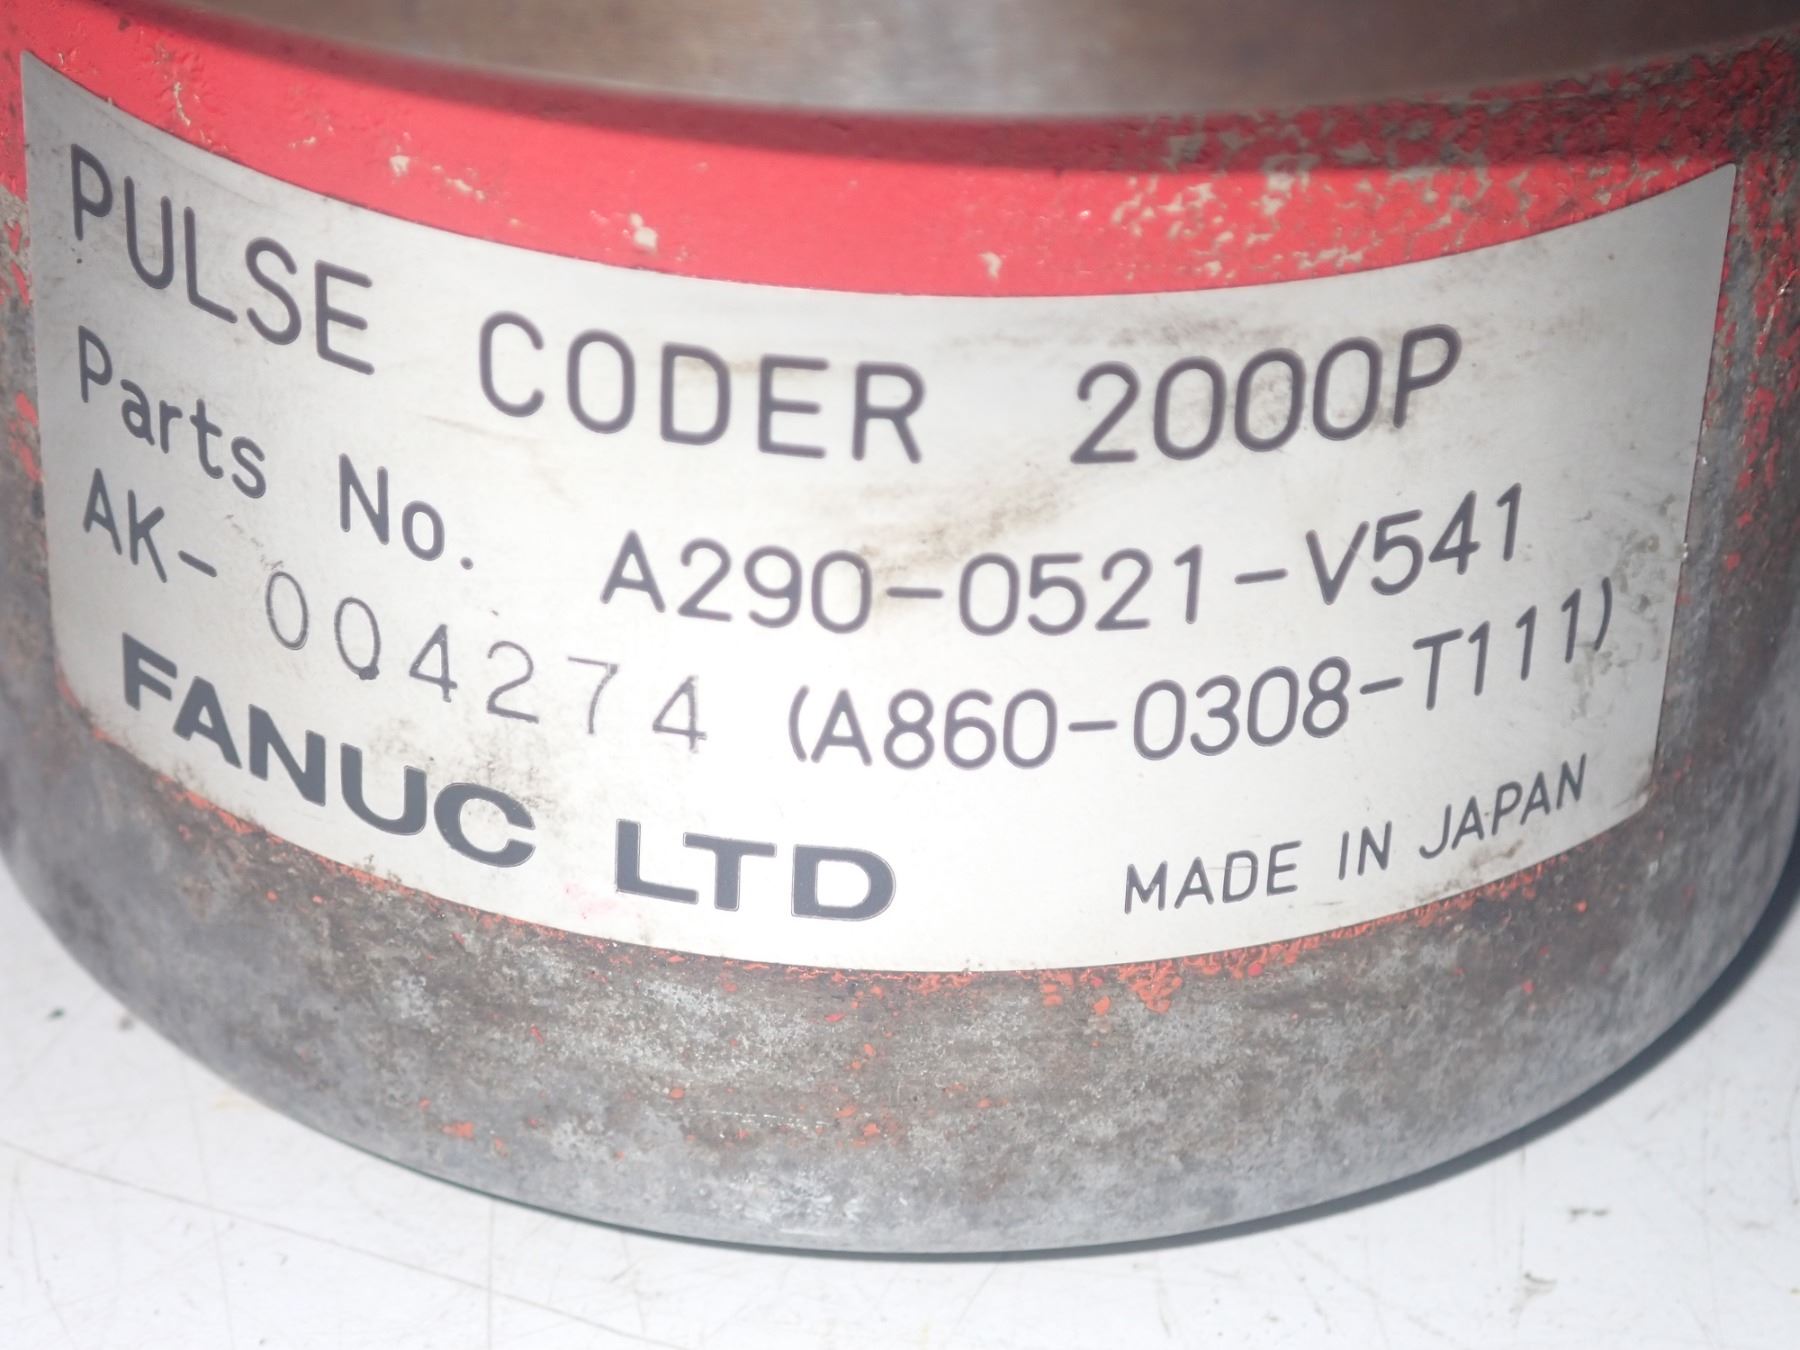 PULSE CODER 2000P
Parts No. A290-0521-V541
AK-004274 (A860-0308-T111)
FANUC LTD MADE IN JAPAN